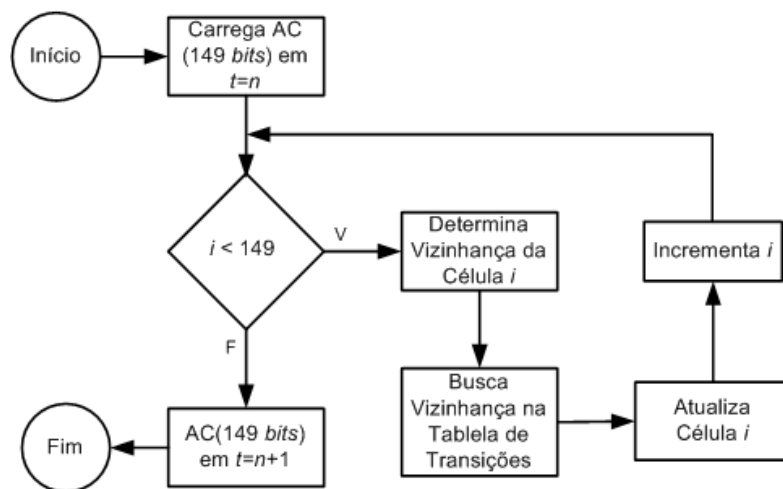 Início
Carrega AC
(149 bits) em
t=n
i < 149
V
Determina
Vizinhança da
Célula i
Incrementa i
F
Busca
Vizinhança na
Tablela de
Transições
Atualiza
Célula i
AC(149 bits)
em t=n+1
Fim